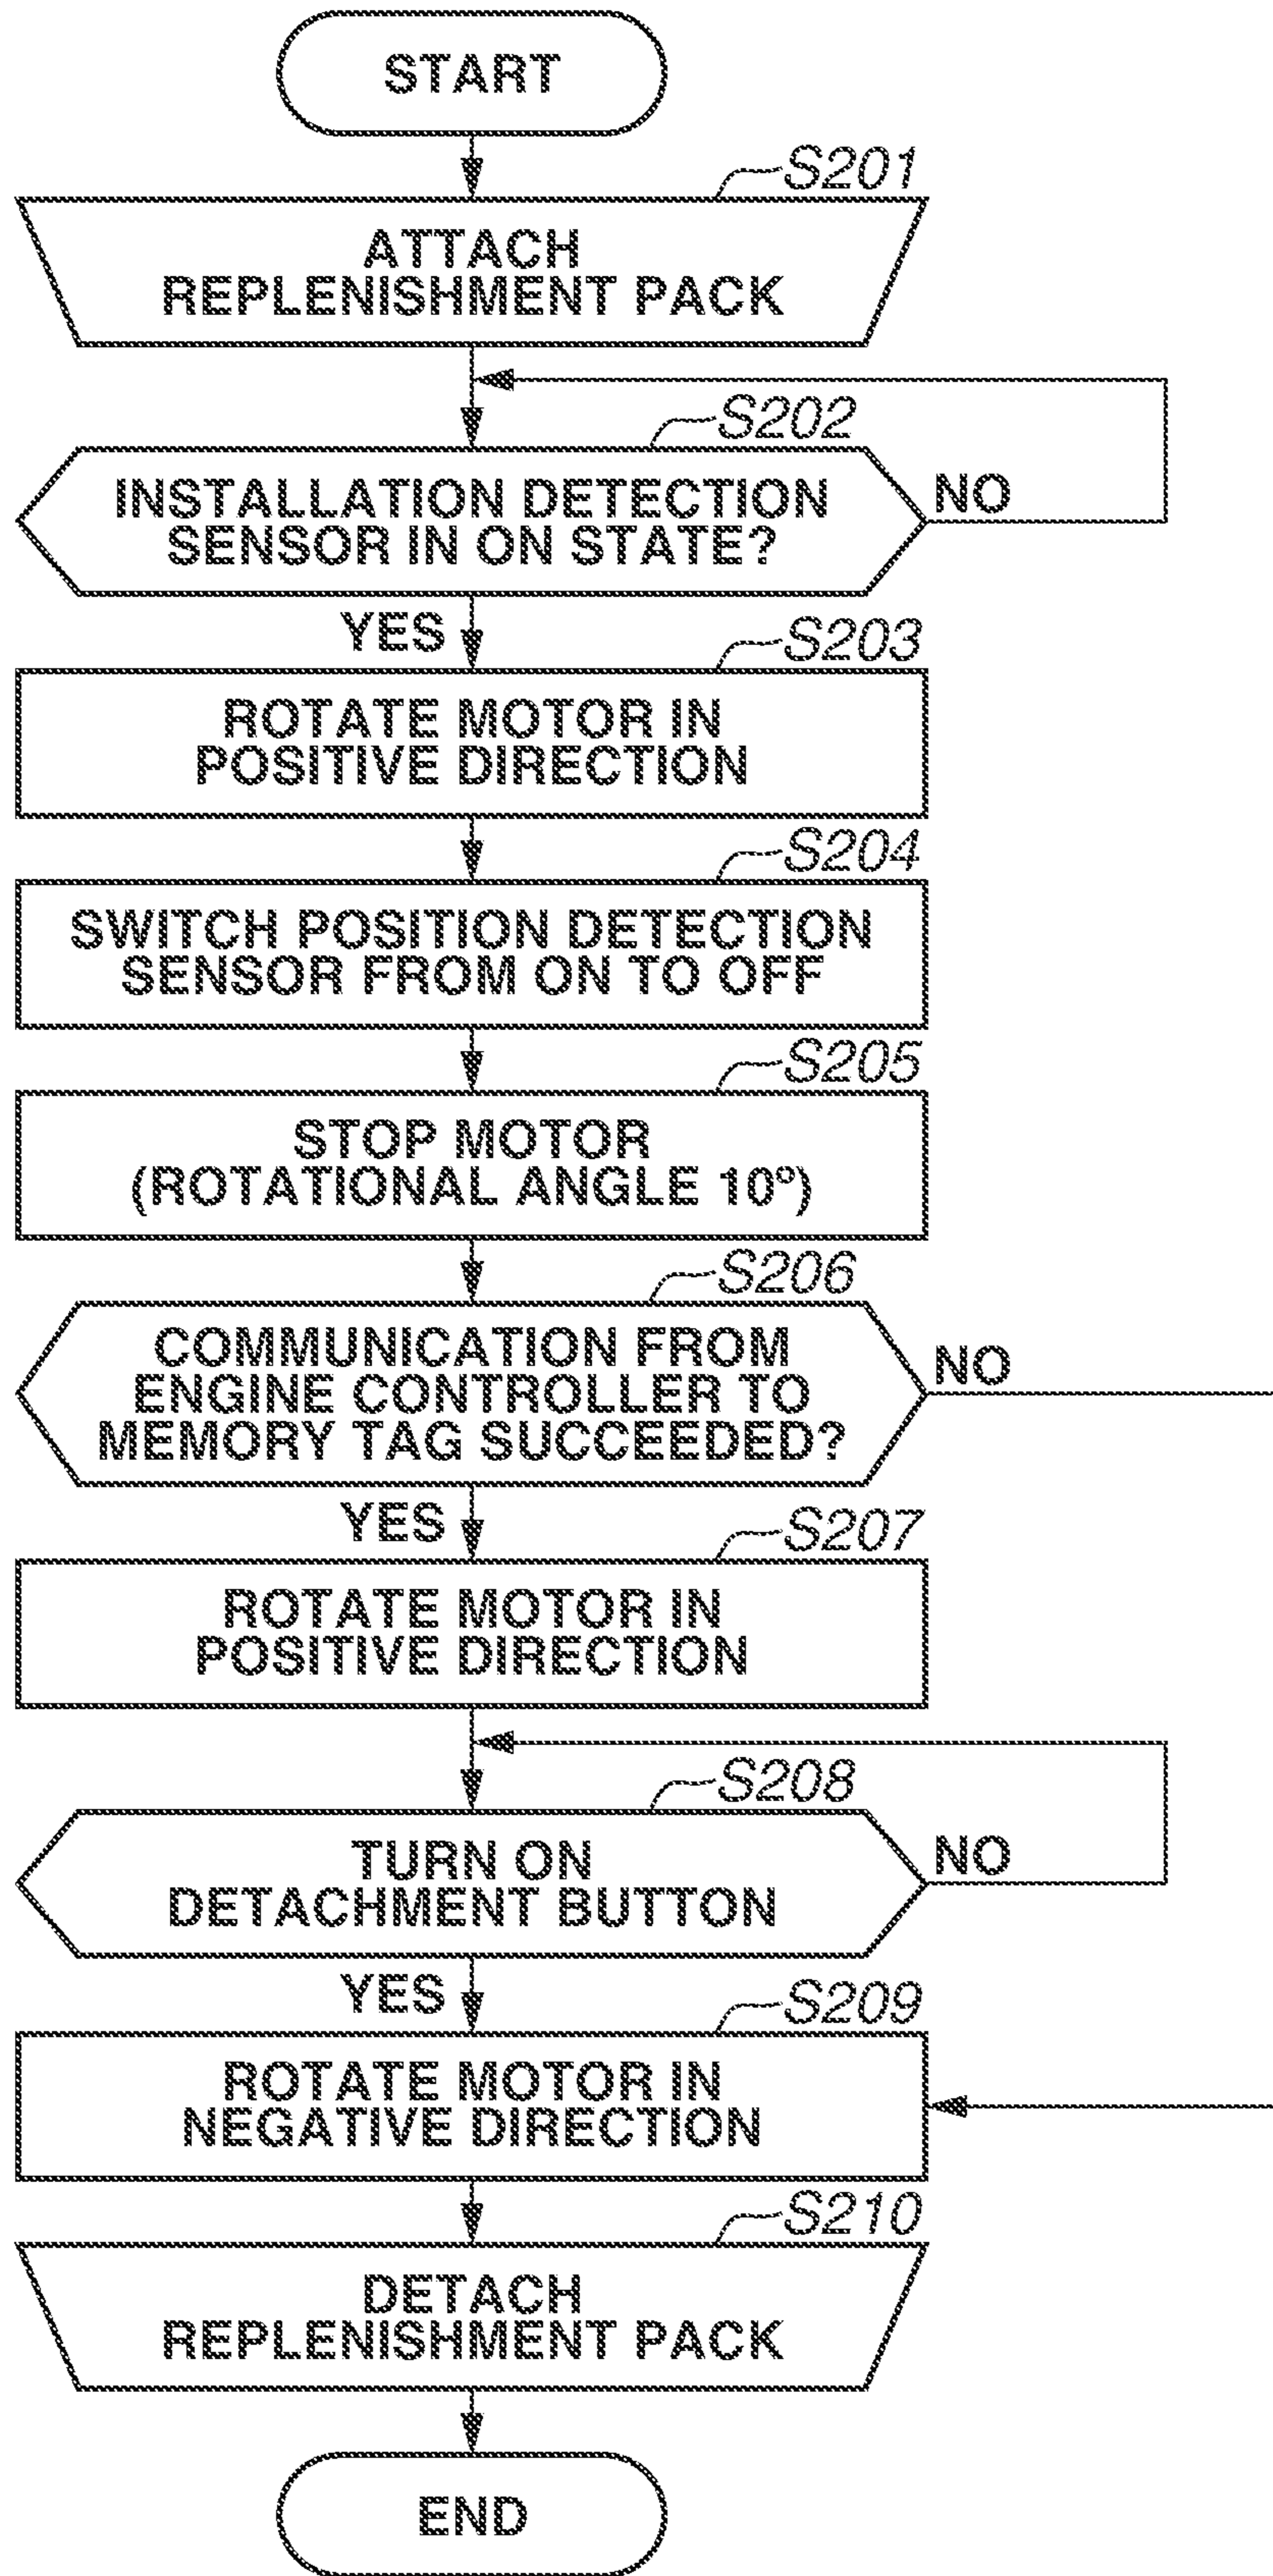 START
S201
ATTACH
REPLENISHMENT PACK
S202
INSTALLATION DETECTION
SENSOR IN ON STATE?
NO
YES
S203
ROTATE MOTOR IN
POSITIVE DIRECTION
S204
SWITCH POSITION DETECTION
SENSOR FROM ON TO OFF
S205
STOP MOTOR
(ROTATIONAL ANGLE 10º)
S206
COMMUNICATION FROM
ENGINE CONTROLLER TO
MEMORY TAG SUCCEEDED?
NO
YES
S207
ROTATE MOTOR IN
POSITIVE DIRECTION
S208
TURN ON
DETACHMENT BUTTON
NO
YES
S209
ROTATE MOTOR IN
NEGATIVE DIRECTION
S210
DETACH
REPLENISHMENT PACK
END